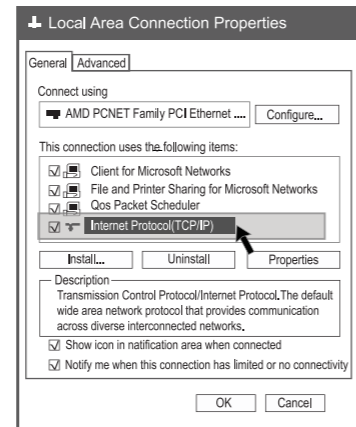 Local Area Connection Properties
General Advanced
Connect using
AMD PCNET Family PCI Ethernet .... Configure...
This connection uses the following items:
Client for Microsoft Networks
File and Printer Sharing for Microsoft Networks
Qos Packet Scheduler
Internet Protocol(TCP/IP)
Install... Uninstall Properties
Description
Transmission Control Protocol/Internet Protocol.The default
wide area network protocol that provides communication
across diverse interconnected networks.
Show icon in natification area when connected
Notify me when this connection has limited or no connectivity
OK Cancel